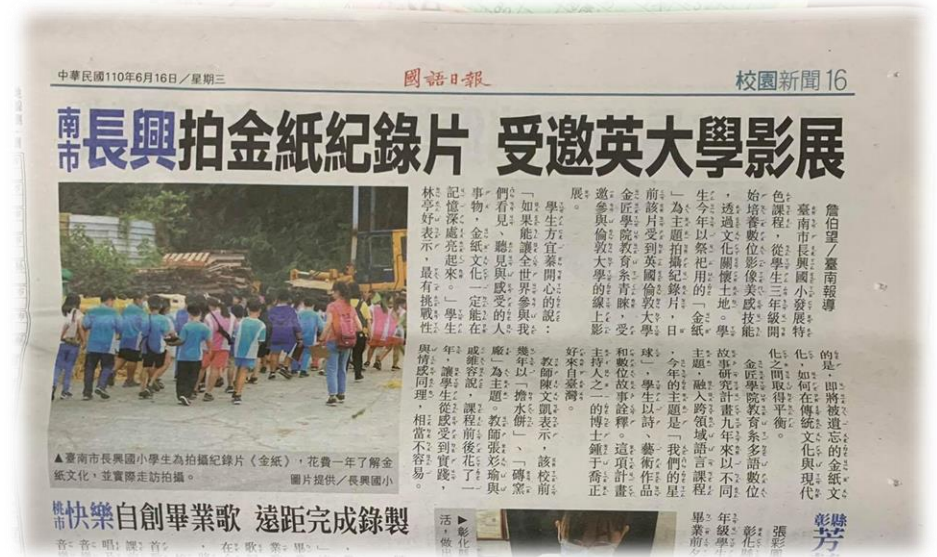 中華民國110年6月16日/星期三
國語日報
校園新聞16
南市長興拍金紙紀錄片 受邀英大學影展
詹伯望/臺南報導
臺南市長興國小發展特
色課程,從學生三年級開
始培養數位影像美感技能
,透過文化關懷土地。學
生今年以祭祀用的「金紙
」為主題拍攝紀錄片,日
前該片受到英國倫敦大學
金匠學院教育系青睞,受
邀參與倫敦大學的線上影
展。
學生方宜蓁開心的說:
「如果能讓全世界參與我
們看見、聽見與感受的人
事物,金紙文化一定能在
記憶深處亮起來。」學生
林亭妤表示,最有挑戰性
的是,即將被遺忘的金紙文
化,如何在傳統文化與現代
化之間取得平衡。
金匠學院教育系多語數位
故事研究計畫九年來以不同
主題,融入跨領域語言課程
,今年的主題是「我們的星
球」,學生以詩、藝術作品
和數位故事詮釋。這項計畫
主持人之一的博士鍾于喬正
好來自臺灣。
教師陳文凱表示,該校前
幾年以「擔水餅」、「磚窯
廠」為主題。教師張彣瑜與
戎容說,課程前後花了一
年,讓學生從感受到實踐,
與情感同理,相當不容易。
▲臺南市長興國小學生為拍攝紀錄片《金紙》,花費一年了解金
紙文化,並實際走訪拍攝。
圖片提供/長興國小
桃市快樂自創畢業歌 遠距完成錄製
▶彰化縣
活,做出
彰縣芳
張彩
彰化
年級學生
畢業前夕